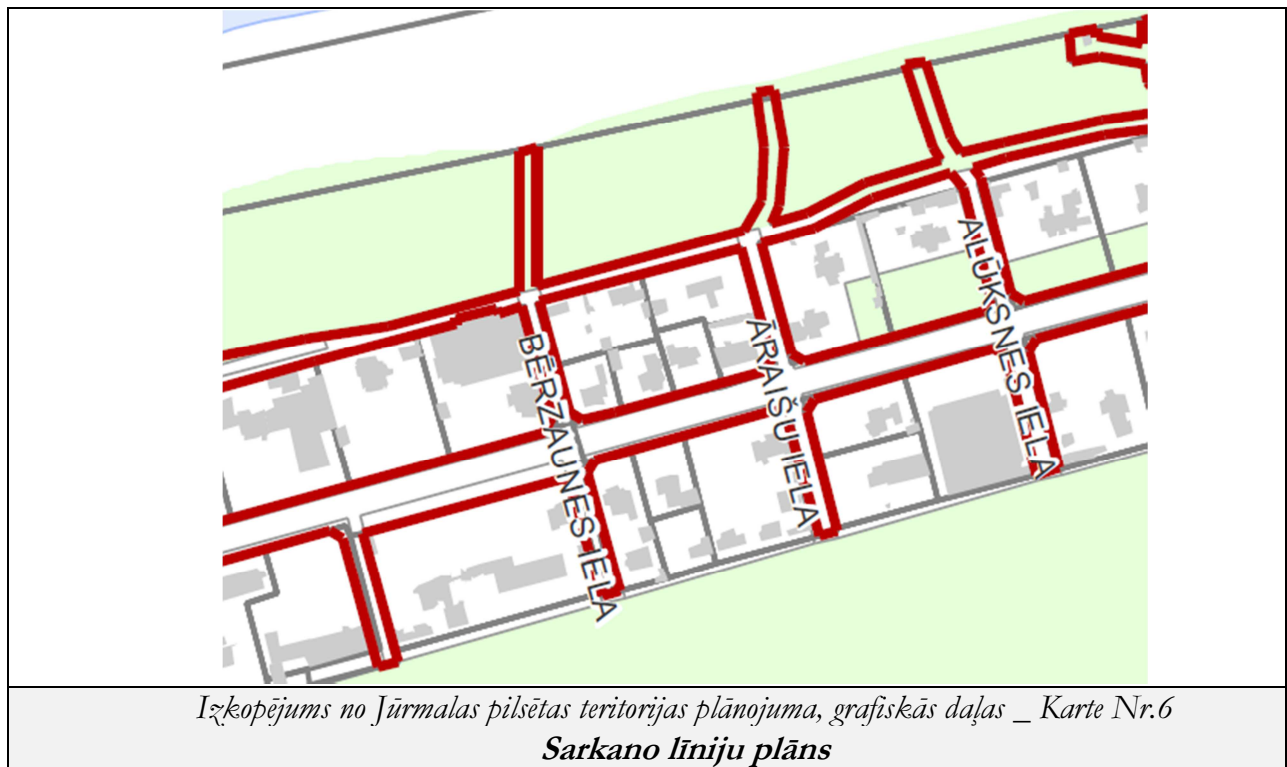 BĒRZAUNES IELA
ĀRAIŠU IELA
ALŪKSNES IELA
Izkopējums no Jūrmalas pilsētas teritorijas plānojuma, grafiskās daļas _ Karte Nr.6
Sarkano līniju plāns